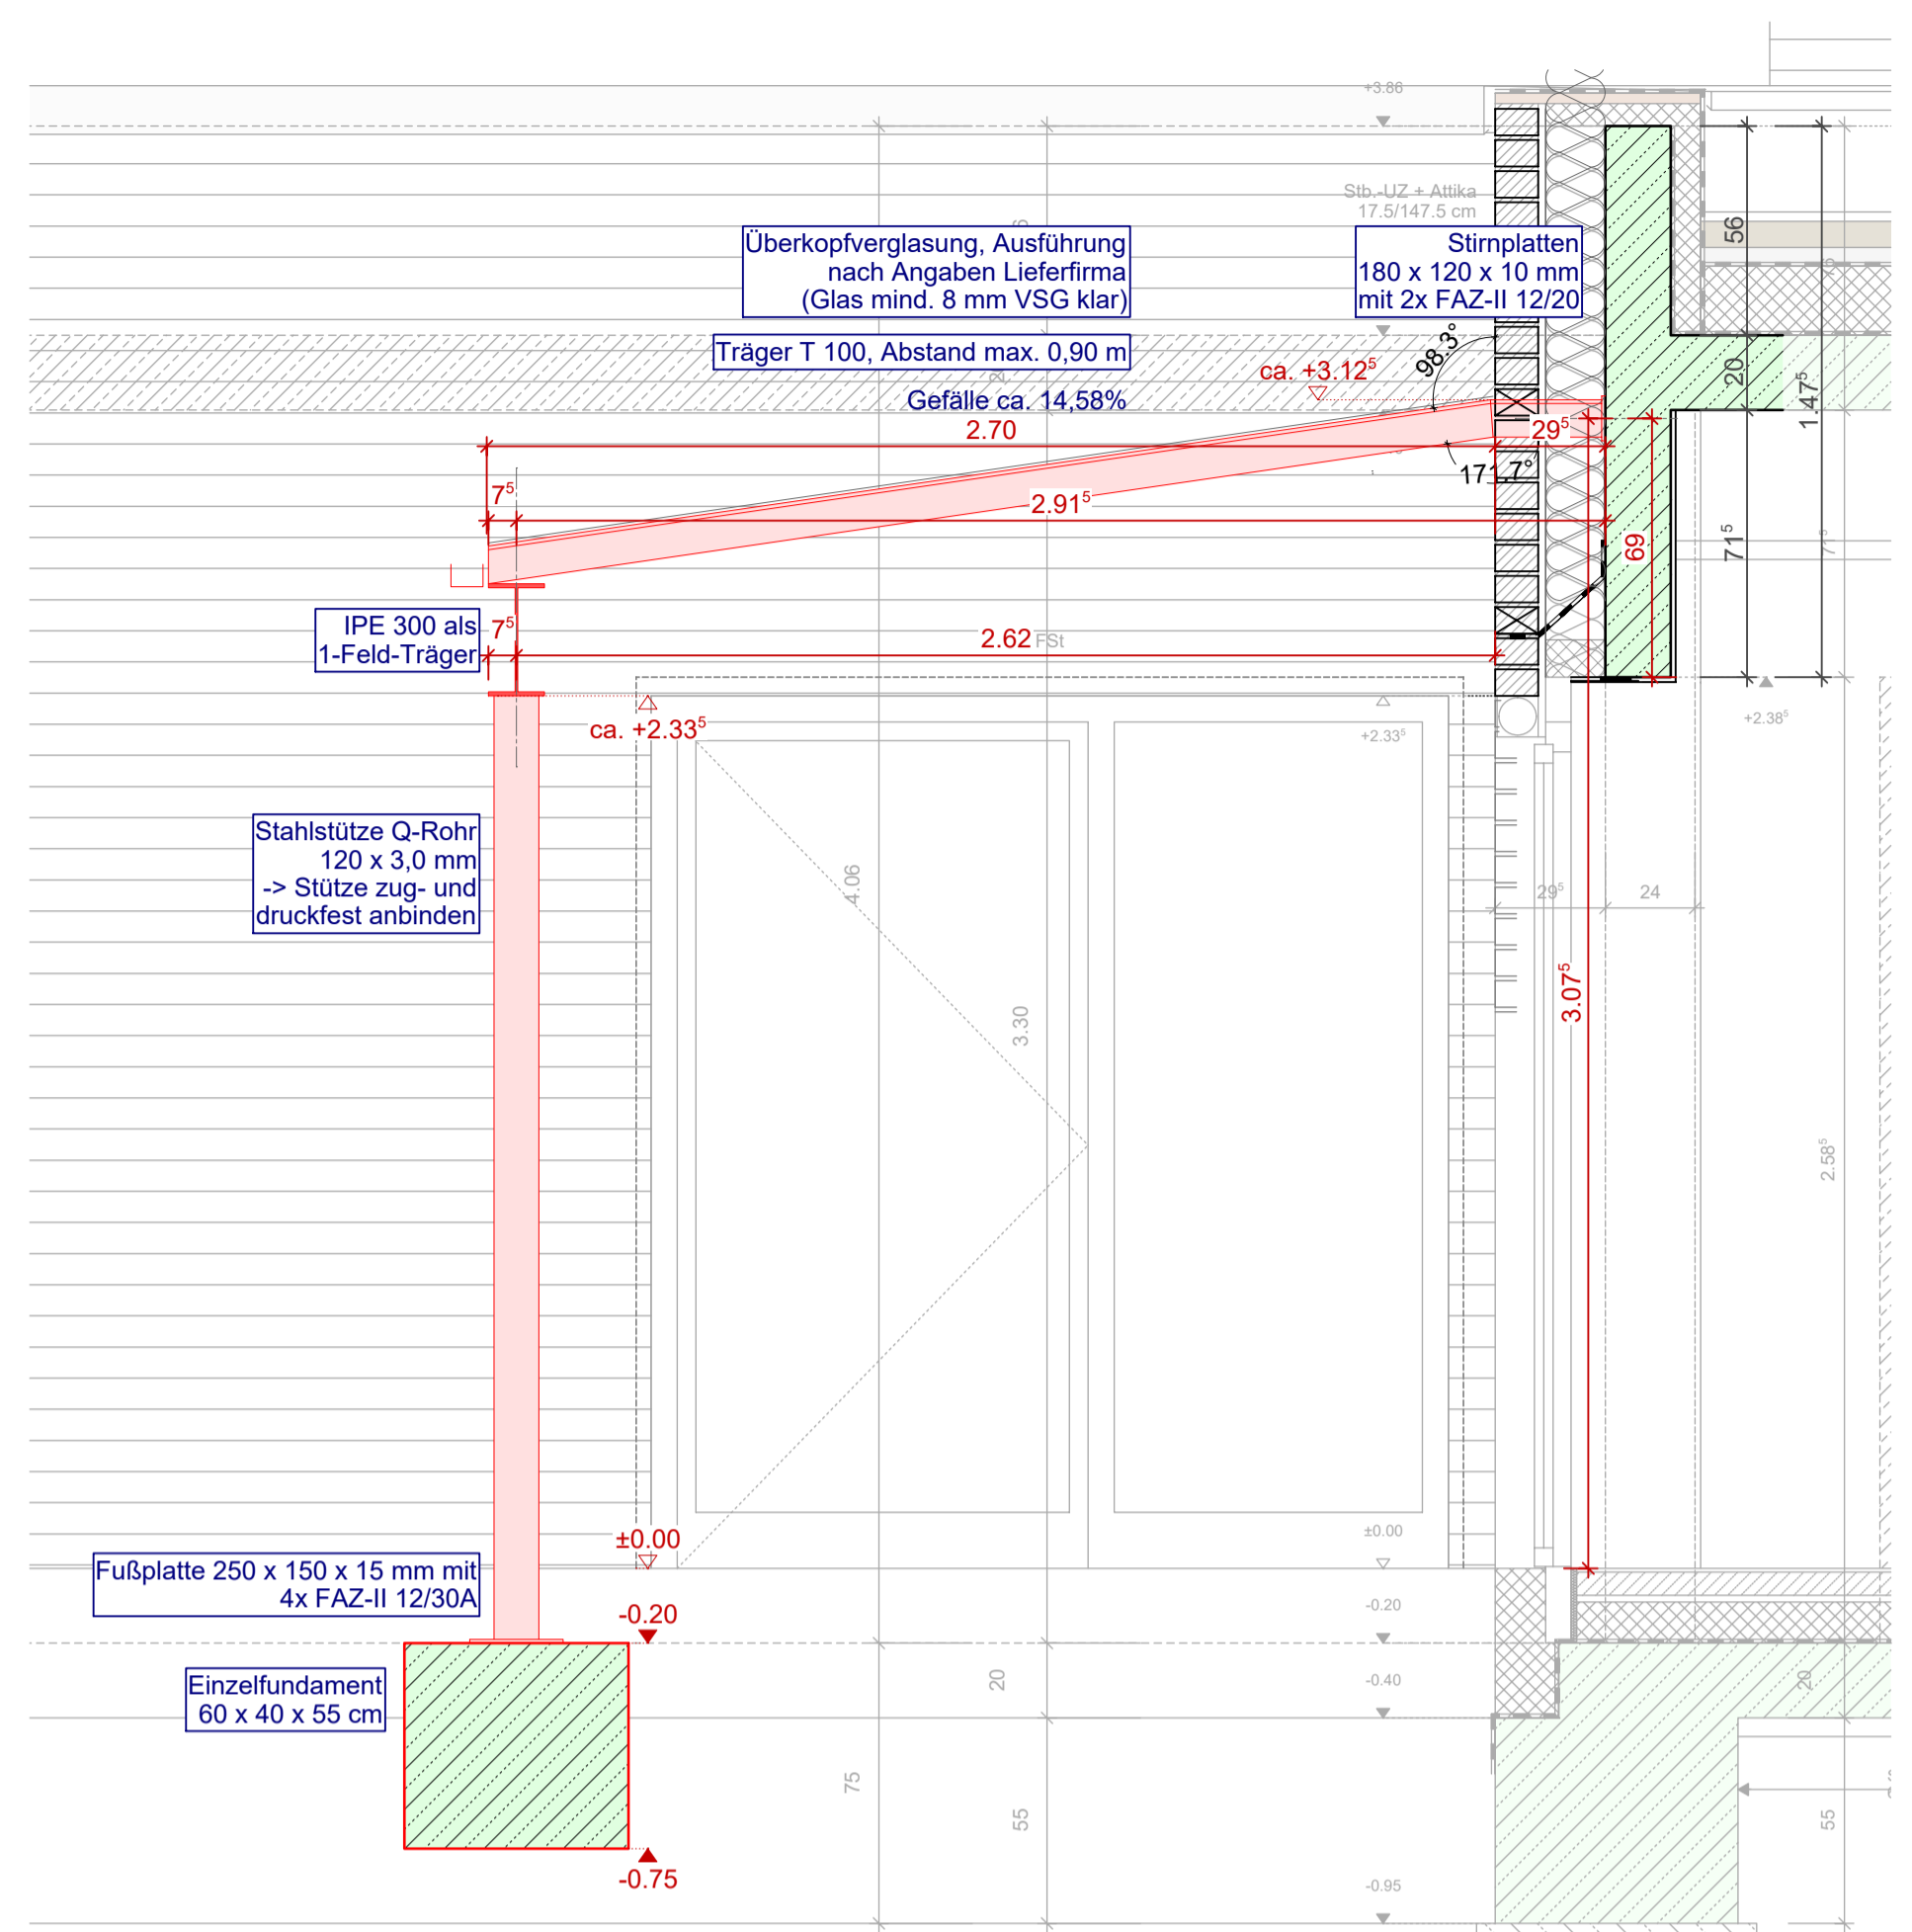 +3.86
Stb.-UZ + Attika
17.5/147.5 cm
Überkopfverglasung, Ausführung
nach Angaben Lieferfirma
(Glas mind. 8 mm VSG klar)
Stirnplatten
180 x 120 x 10 mm
mit 2x FAZ-II 12/20
56
Träger T 100, Abstand max. 0,90 m
98.3°
ca. +3.12⁵
20
1.47⁵
Gefälle ca. 14,58%
2.70
29⁵
7⁵
2.91⁵
69
71⁵
7⁵
IPE 300 als
1-Feld-Träger
7⁵
2.62
FSt
ca. +2.33⁵
+2.33⁵
+2.38⁵
Stahlstütze Q-Rohr
120 x 3,0 mm
-> Stütze zug- und
druckfest anbinden
4.06
29⁵
24
3.30
3.07⁵
2.58⁵
±0.00
±0.00
Fußplatte 250 x 150 x 15 mm mit
4x FAZ-II 12/30A
-0.20
-0.20
Einzelfundament
60 x 40 x 55 cm
20
-0.40
20
75
55
55
-0.75
-0.95